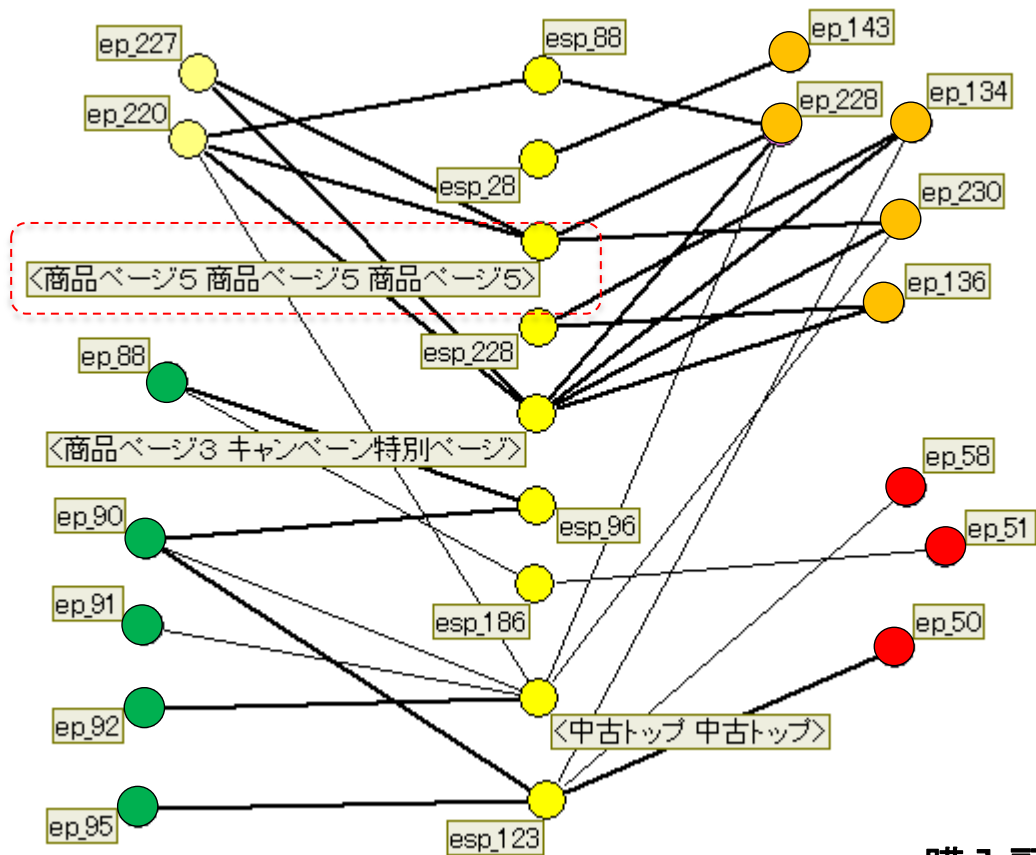 ep_227
esp_88
ep_143
ep_220
ep_228
ep_134
esp_28
ep_230
<商品ページ5 商品ページ5 商品ページ5>
ep_136
esp_228
ep_88
<商品ページ3 キャンペーン特別ページ>
ep_58
ep_90
esp_96
ep_51
ep_91
esp_186
ep_50
ep_92
<中古トップ 中古トップ>
ep_95
esp_123